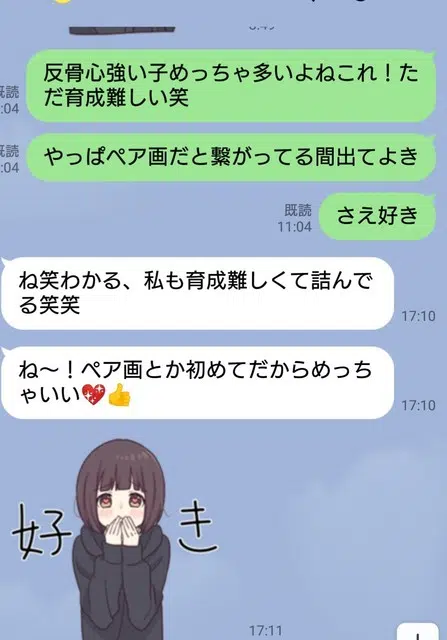 反骨心強い子めっちゃ多いよねこれ！た
だ育成難しい笑
既読
:04
やっぱペア画だと繋がってる間出てよき
既読
:04
さえ好き
既読
11:04
ね笑わかる、私も育成難しくて詰んで
る笑笑
17:10
ね〜！ペア画とか初めてだからめっち
ゃいい💖👍
17:10
好き
17:11